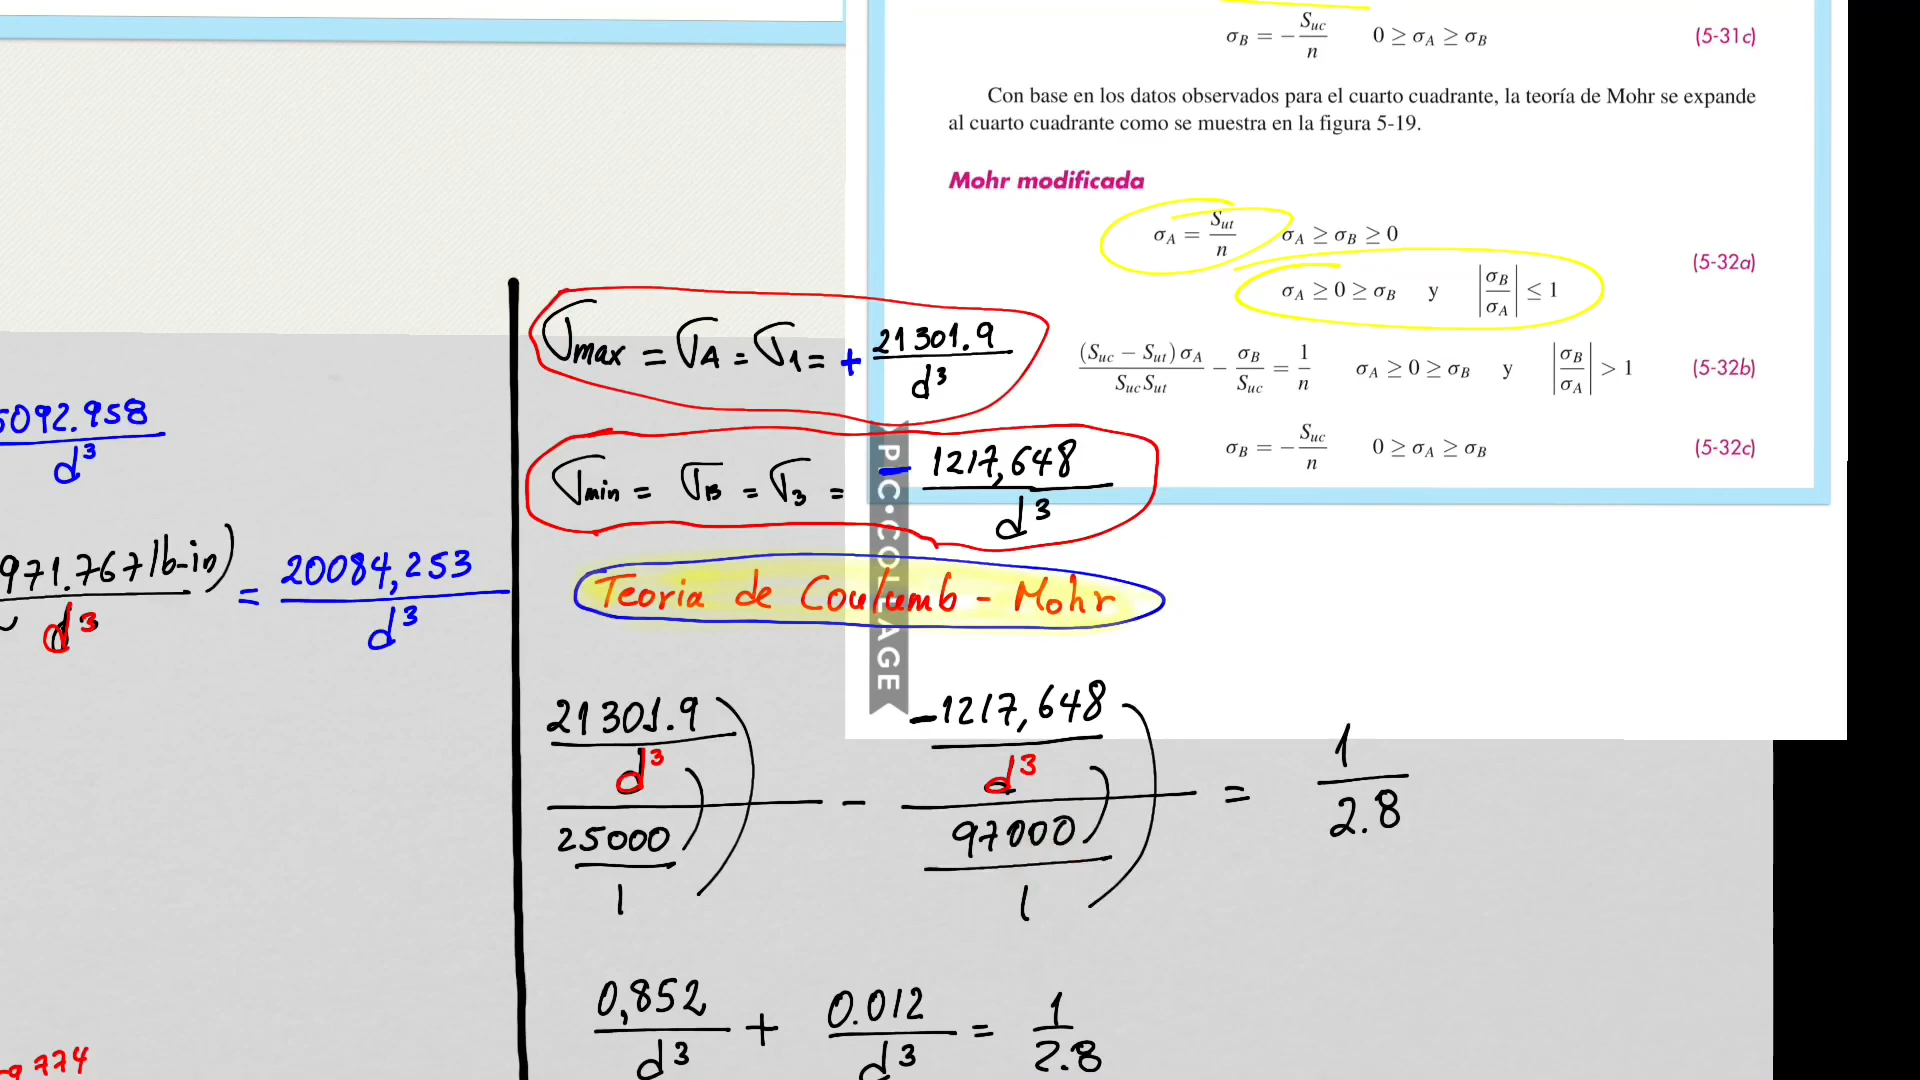 σB = − Suc / n    0 ≥ σA ≥ σB    (5-31c)
Con base en los datos observados para el cuarto cuadrante, la teoría de Mohr se expande
al cuarto cuadrante como se muestra en la figura 5-19.
Mohr modificada
σA = Sut / n    σA ≥ σB ≥ 0
(5-32a)
σA ≥ 0 ≥ σB    y    |σB / σA| ≤ 1
(Suc − Sut) σA / Suc Sut − σB / Suc = 1 / n    σA ≥ 0 ≥ σB    y    |σB / σA| > 1    (5-32b)
σB = − Suc / n    0 ≥ σA ≥ σB    (5-32c)
σmax = σA = σ1 = + 21301.9 / d³
σmin = σB = σ3 = − 1217,648 / d³
5092.958 / d³
971.767 lb-in) / d³ = 20084,253 / d³
PIC•COLLAGE
Teoria de Coulumb - Mohr
21301.9 / d³ / 25000 / 1 − −1217,648 / d³ / 97000 / 1 = 1 / 2.8
0,852 / d³ + 0.012 / d³ = 1 / 2.8
774